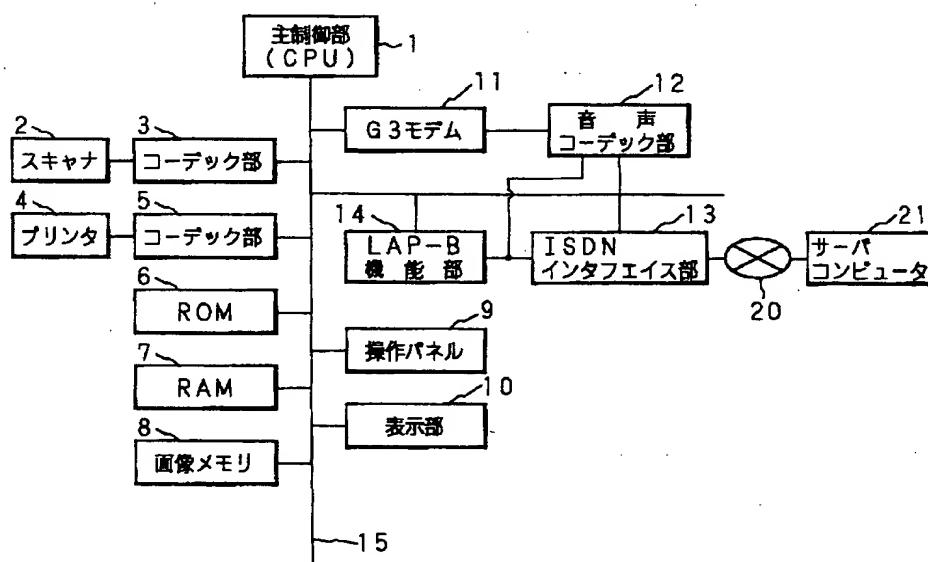 1
主制御部
(CPU)
11
G3モデム
12
音声
コーデック部
2
スキャナ
3
コーデック部
4
プリンタ
5
コーデック部
14
LAP-B
機能部
13
ISDN
インタフェイス部
20
21
サーバ
コンピュータ
6
ROM
7
RAM
8
画像メモリ
9
操作パネル
10
表示部
15